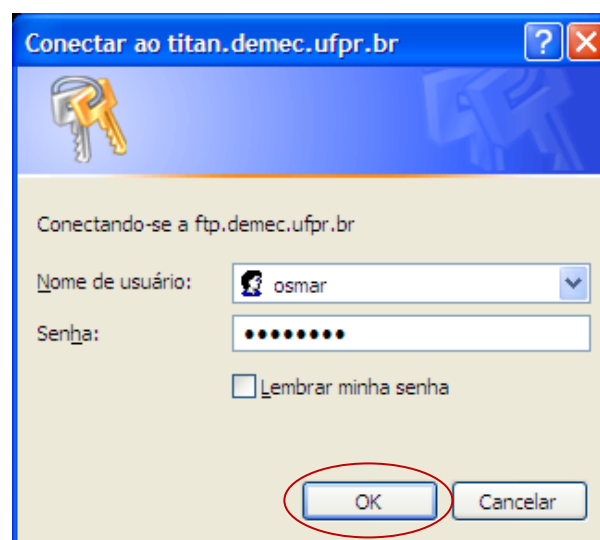 Conectar ao titan.demec.ufpr.br
Conectando-se a ftp.demec.ufpr.br
Nome de usuário: osmar
Senha: ••••••••
Lembrar minha senha
OK Cancelar